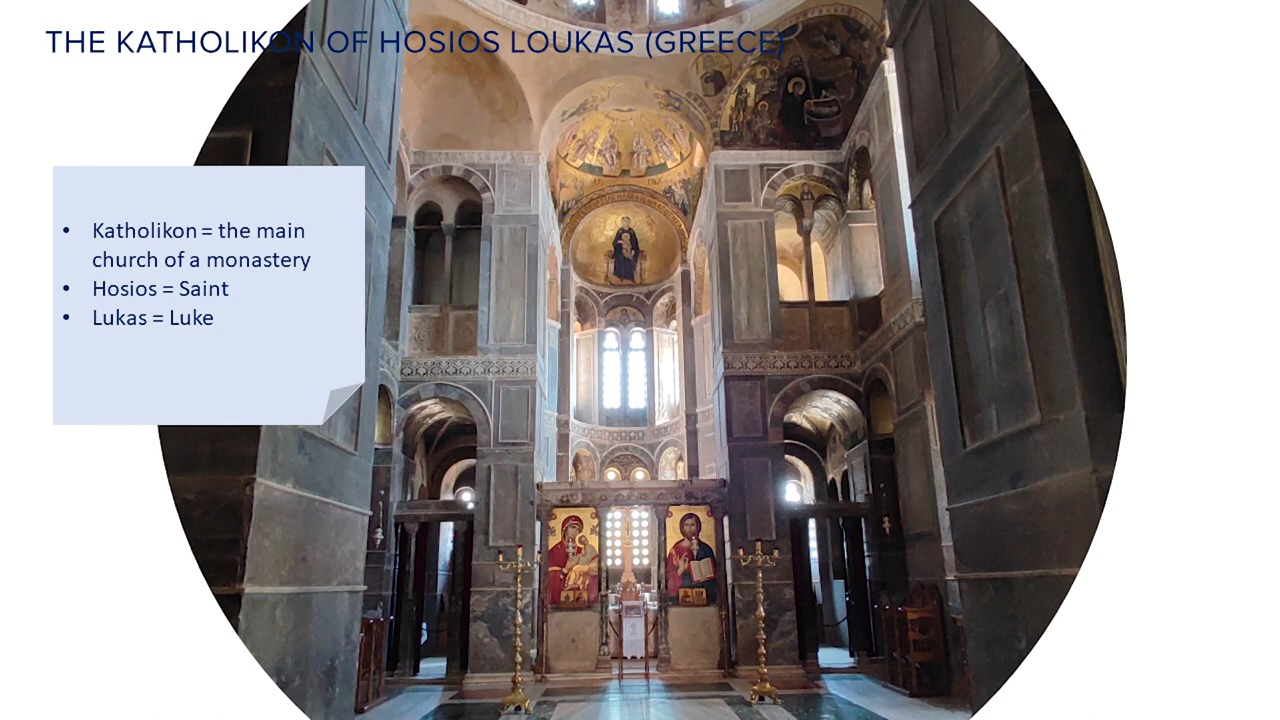 THE KATHOLIKON OF HOSIOS LOUKAS (GREECE)
• Katholikon = the main
church of a monastery
• Hosios = Saint
• Lukas = Luke